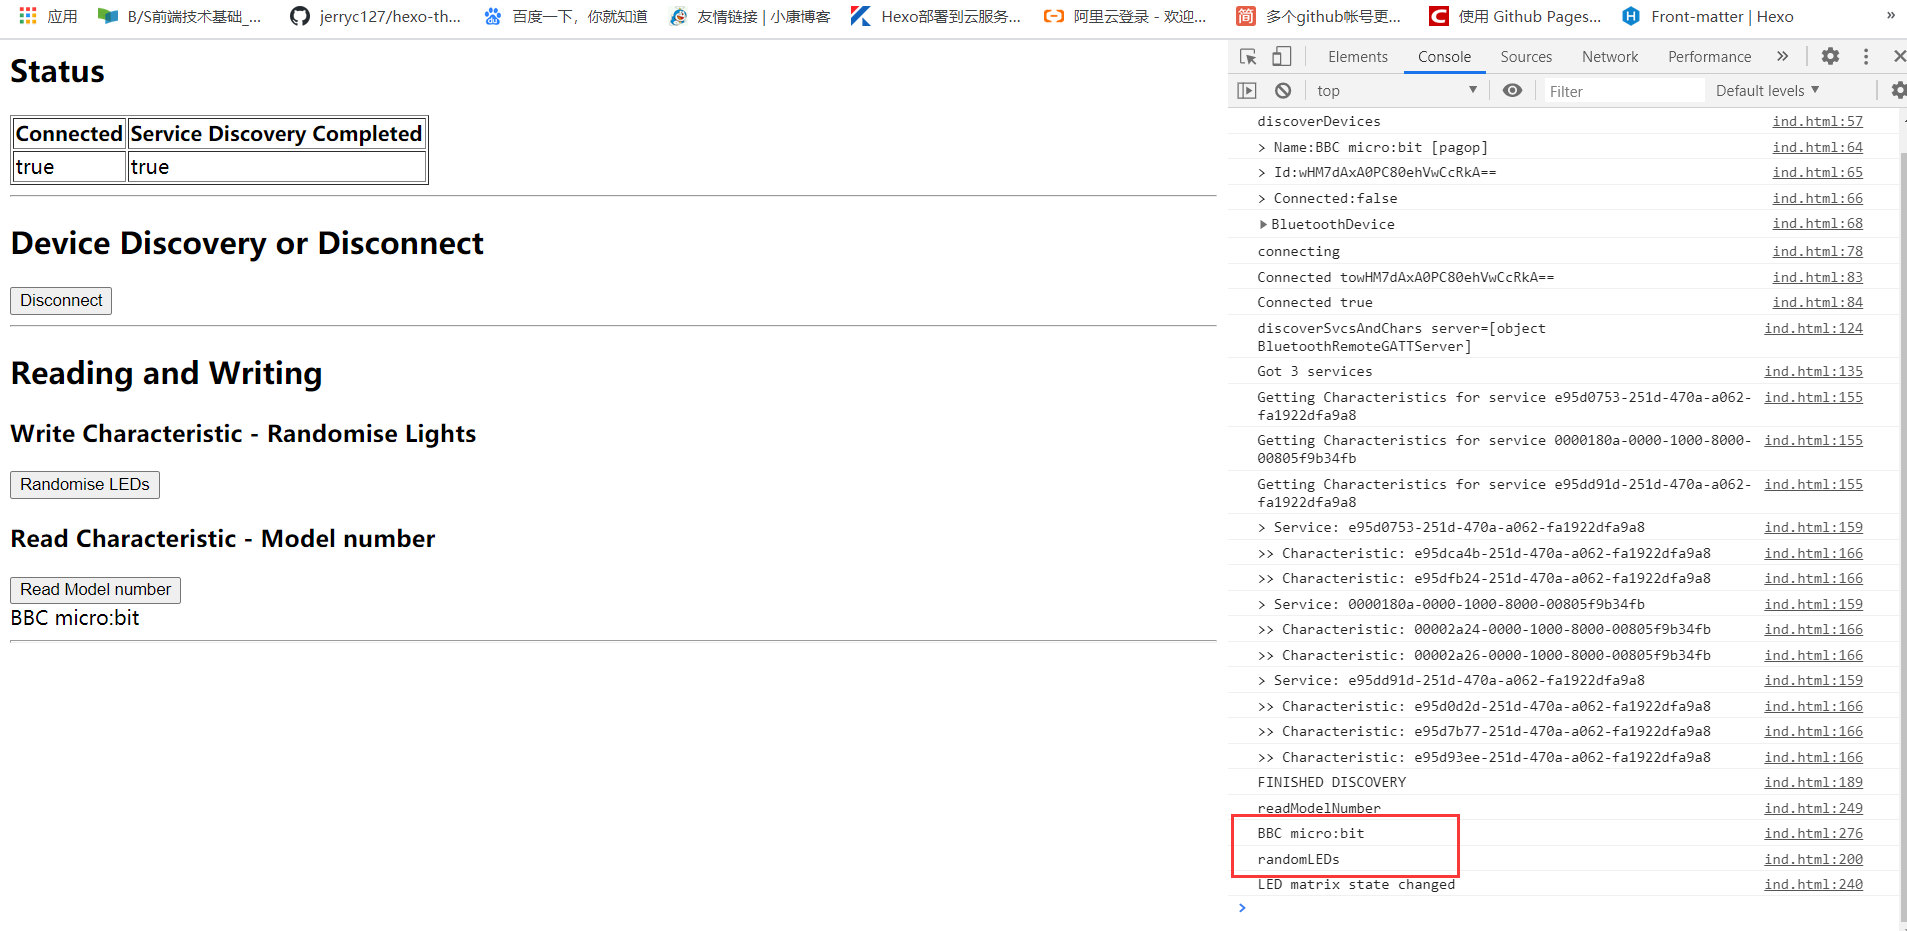 应用
B/S前端技术基础_...
jerryc127/hexo-th...
百度一下，你就知道
友情链接 | 小康博客
Hexo部署到云服务...
阿里云登录 - 欢迎...
简 多个github帐号更...
C 使用 Github Pages...
H Front-matter | Hexo
»
Status
Connected Service Discovery Completed
true true
Device Discovery or Disconnect
Disconnect
Reading and Writing
Write Characteristic - Randomise Lights
Randomise LEDs
Read Characteristic - Model number
Read Model number
BBC micro:bit
Elements Console Sources Network Performance »
top Filter Default levels
discoverDevices ind.html:57
> Name:BBC micro:bit [pagop] ind.html:64
> Id:wHM7dAxA0PC80ehVwCcRkA== ind.html:65
> Connected:false ind.html:66
BluetoothDevice ind.html:68
connecting ind.html:78
Connected towHM7dAxA0PC80ehVwCcRkA== ind.html:83
Connected true ind.html:84
discoverSvcsAndChars server=[object ind.html:124
BluetoothRemoteGATTServer]
Got 3 services ind.html:135
Getting Characteristics for service e95d0753-251d-470a-a062- ind.html:155
fa1922dfa9a8
Getting Characteristics for service 0000180a-0000-1000-8000- ind.html:155
00805f9b34fb
Getting Characteristics for service e95dd91d-251d-470a-a062- ind.html:155
fa1922dfa9a8
> Service: e95d0753-251d-470a-a062-fa1922dfa9a8 ind.html:159
>> Characteristic: e95dca4b-251d-470a-a062-fa1922dfa9a8 ind.html:166
>> Characteristic: e95dfb24-251d-470a-a062-fa1922dfa9a8 ind.html:166
> Service: 0000180a-0000-1000-8000-00805f9b34fb ind.html:159
>> Characteristic: 00002a24-0000-1000-8000-00805f9b34fb ind.html:166
>> Characteristic: 00002a26-0000-1000-8000-00805f9b34fb ind.html:166
> Service: e95dd91d-251d-470a-a062-fa1922dfa9a8 ind.html:159
>> Characteristic: e95d0d2d-251d-470a-a062-fa1922dfa9a8 ind.html:166
>> Characteristic: e95d7b77-251d-470a-a062-fa1922dfa9a8 ind.html:166
>> Characteristic: e95d93ee-251d-470a-a062-fa1922dfa9a8 ind.html:166
FINISHED DISCOVERY ind.html:189
readModelNumber ind.html:249
BBC micro:bit ind.html:276
randomLEDs ind.html:200
LED matrix state changed ind.html:240
>